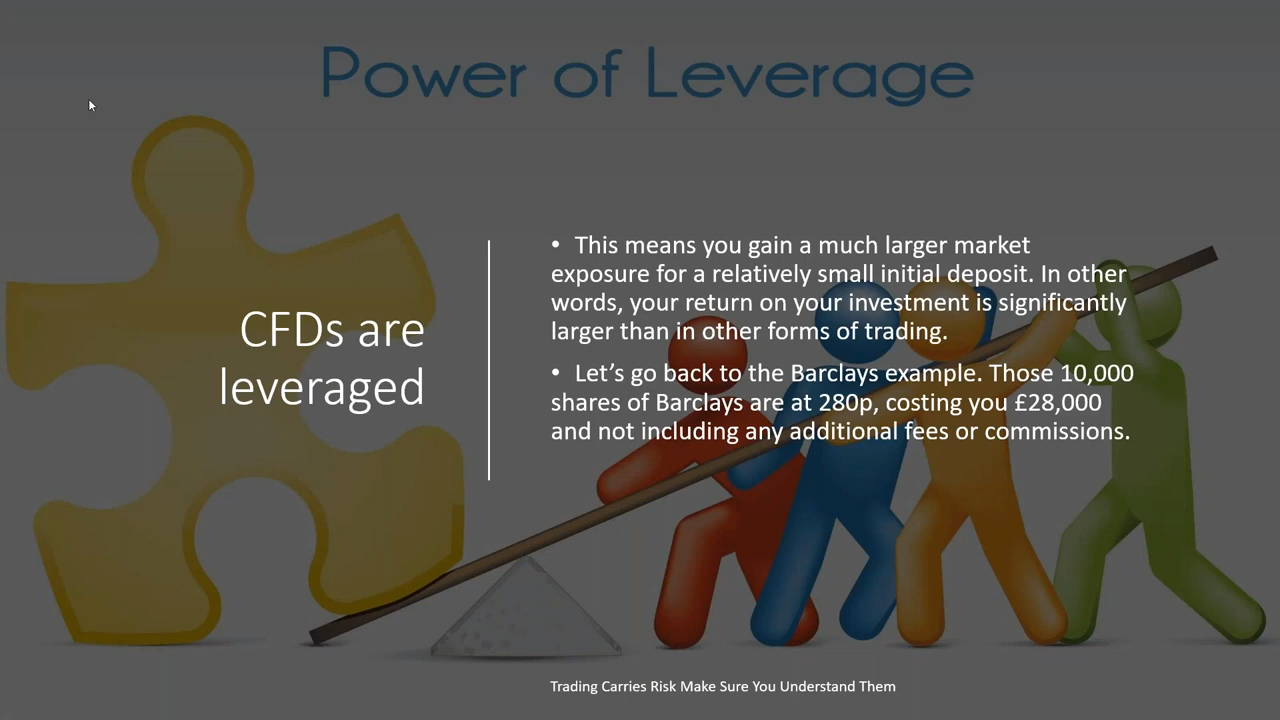 Power of Leverage
CFDs are
leveraged
• This means you gain a much larger market
exposure for a relatively small initial deposit. In other
words, your return on your investment is significantly
larger than in other forms of trading.
• Let’s go back to the Barclays example. Those 10,000
shares of Barclays are at 280p, costing you £28,000
and not including any additional fees or commissions.
Trading Carries Risk Make Sure You Understand Them